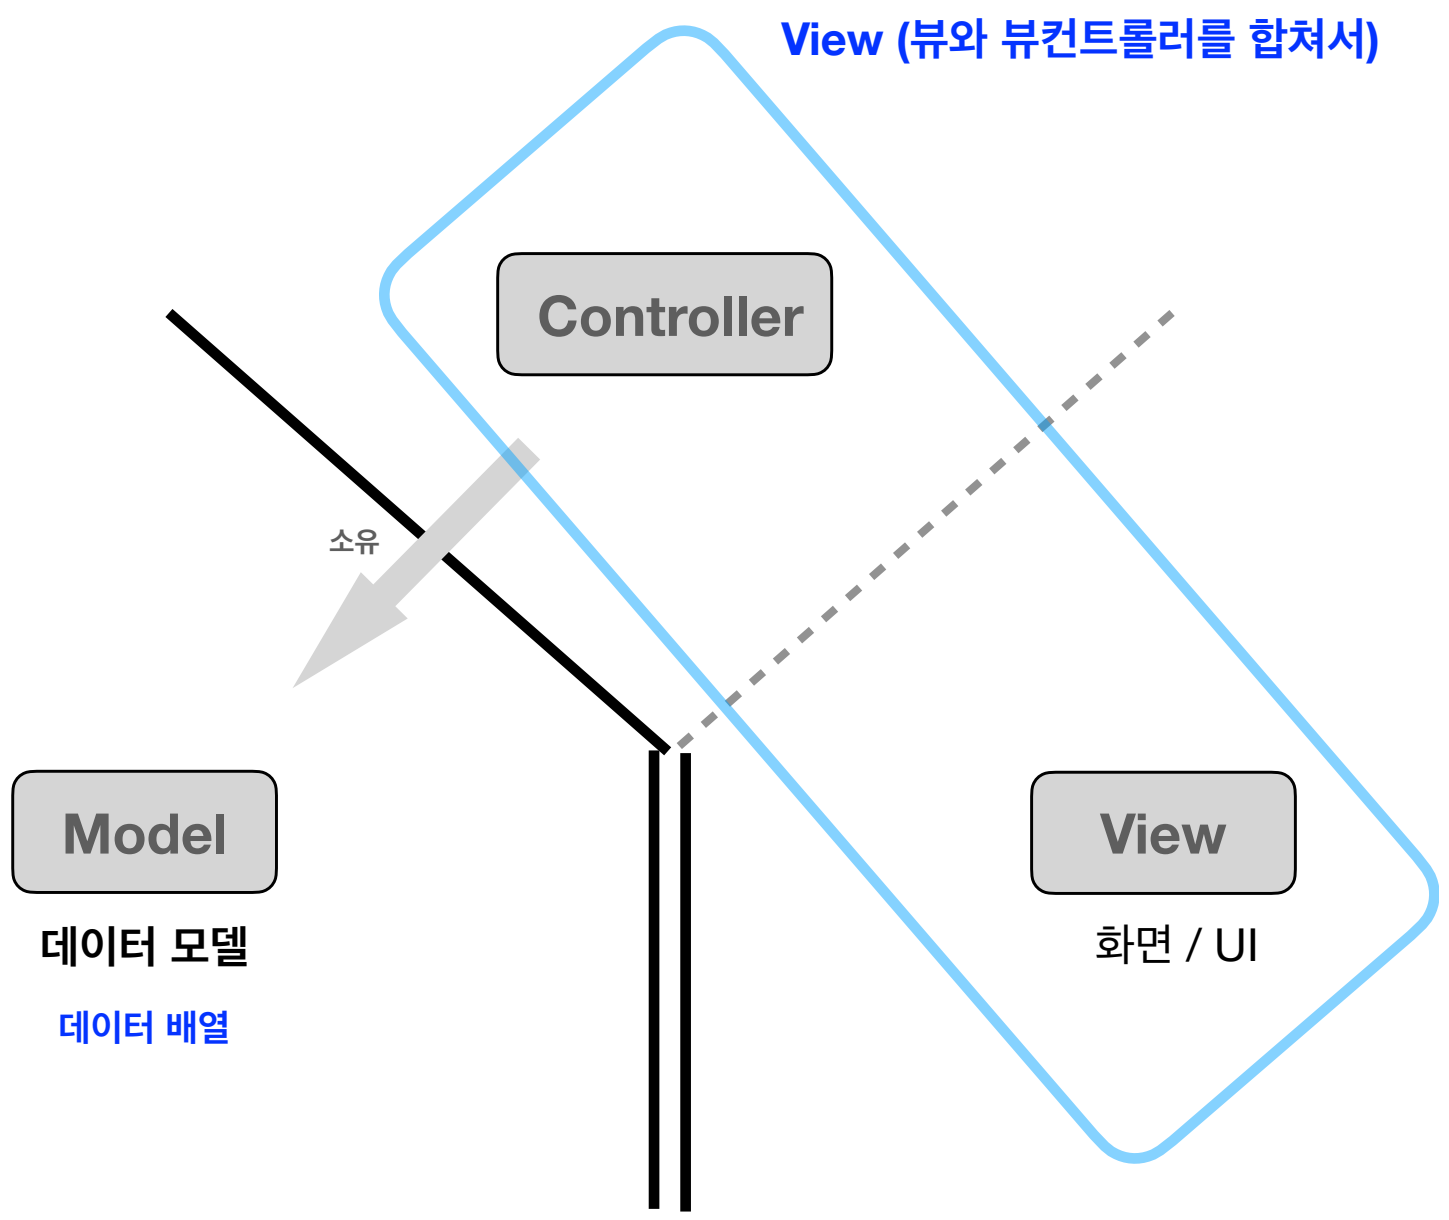 View (뷰와 뷰컨트롤러를 합쳐서)
Controller
소유
Model
View
데이터 모델
화면 / UI
데이터 배열